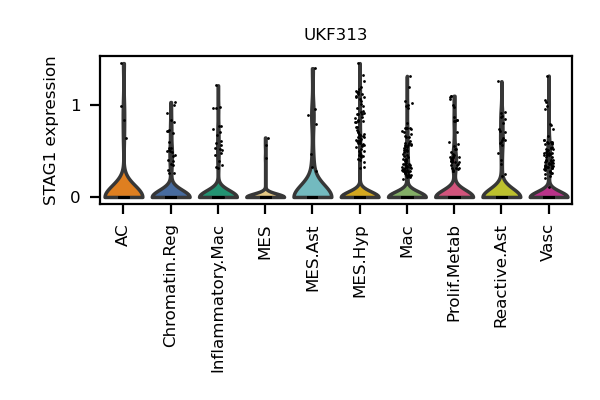 UKF313
STAG1 expression
1
0
AC
Chromatin.Reg
Inflammatory.Mac
MES
MES.Ast
MES.Hyp
Mac
Prolif.Metab
Reactive.Ast
Vasc